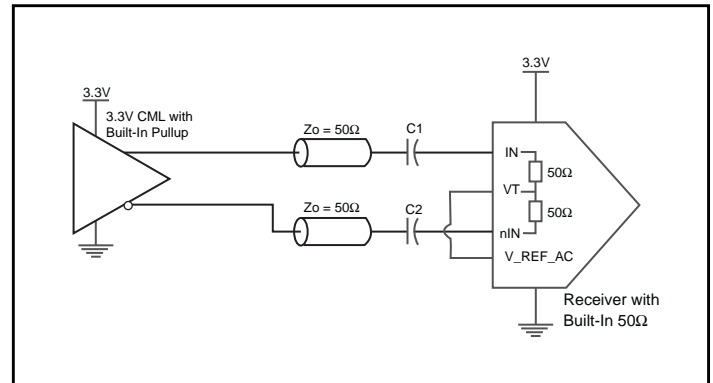 3.3V
3.3V CML with
Built-In Pullup
Zo = 50Ω
C1
Zo = 50Ω
C2
3.3V
IN
50Ω
VT
50Ω
nIN
V_REF_AC
Receiver with
Built-In 50Ω